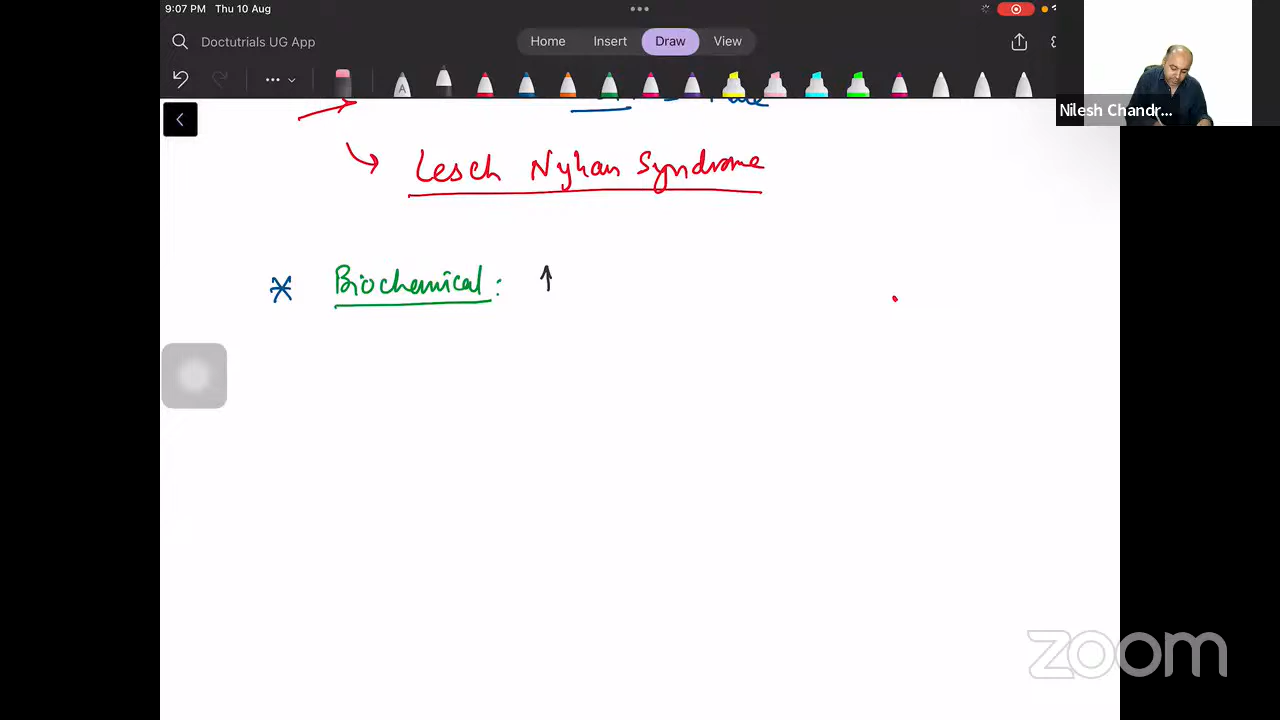 9:07 PM Thu 10 Aug
Doctutrials UG App
Home Insert Draw View
A
Nilesh Chandr...
Lesch Nyhan Syndrome
* Biochemical: ↑
zoom